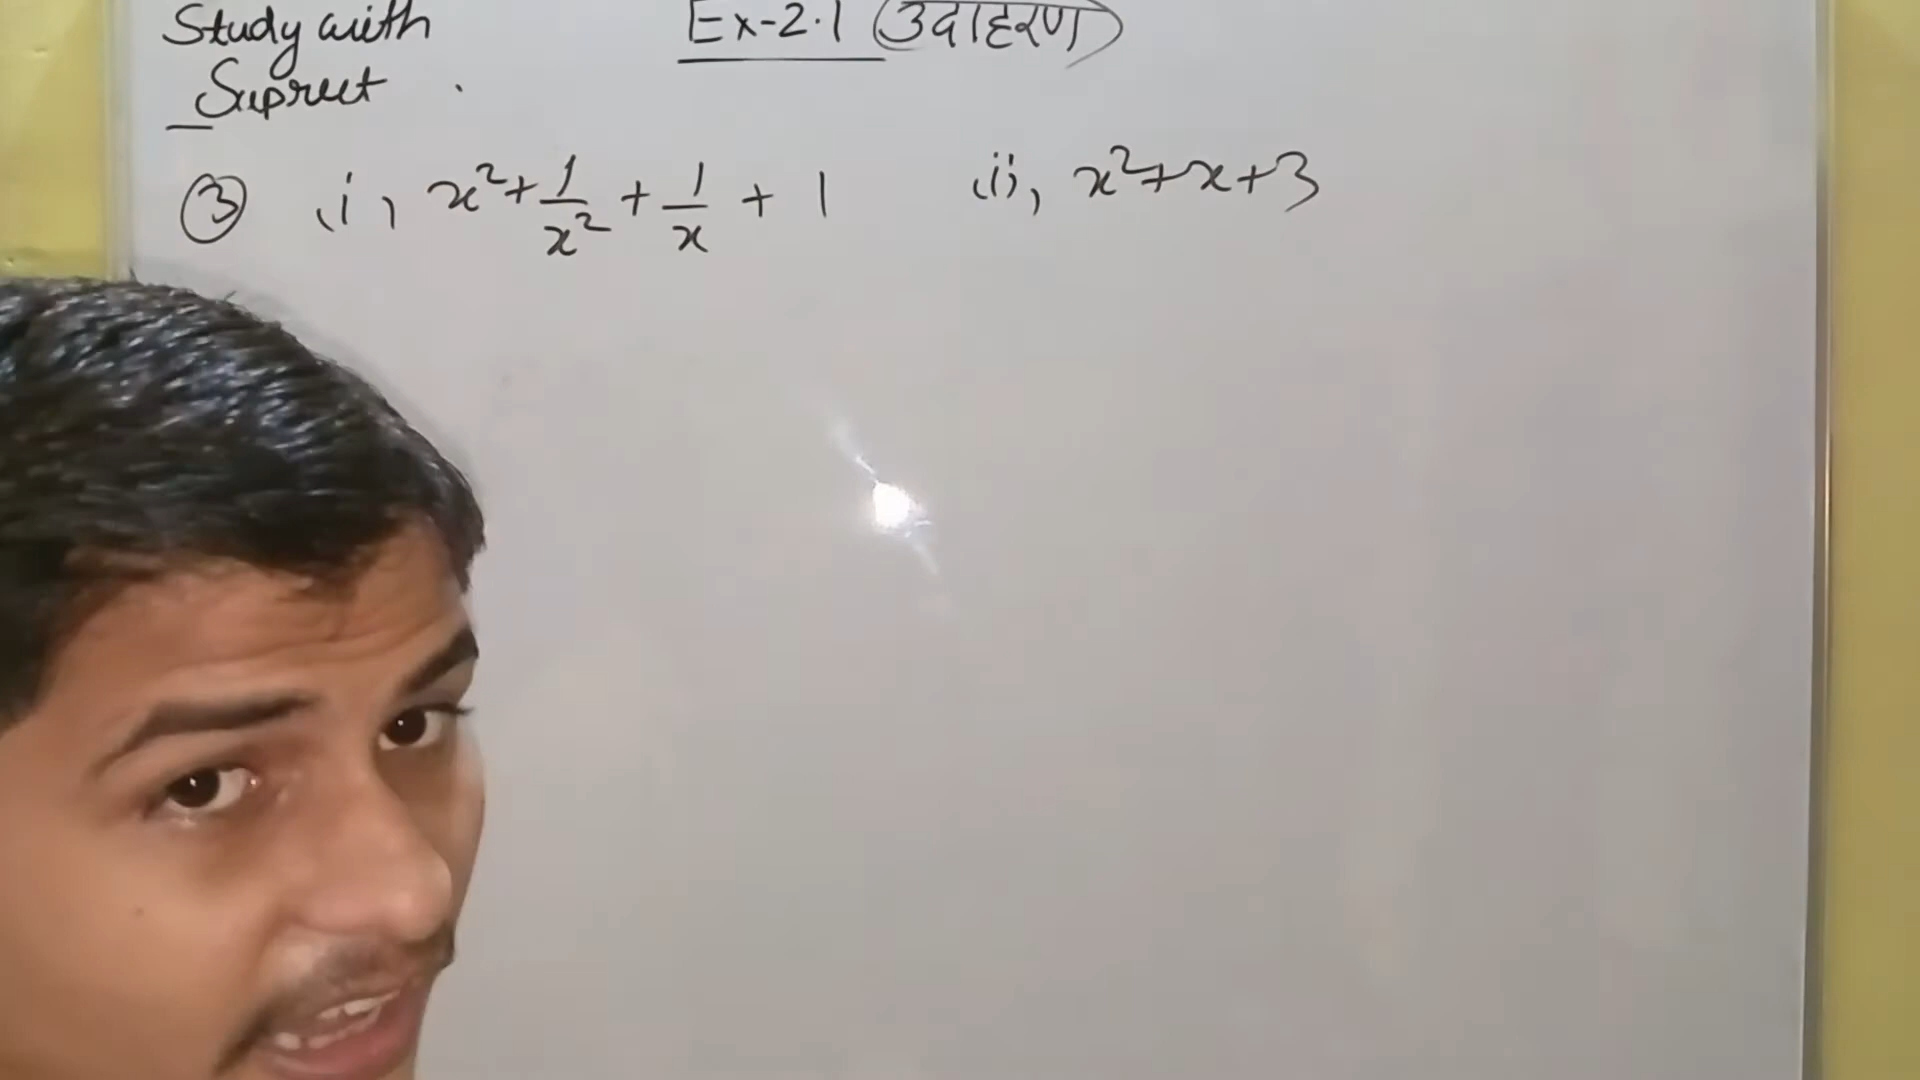 Study with Ex-2.1 (उदाहरण)
Supreet
③ (i) x²+1/x² + 1/x + 1 (ii) x²+x+3